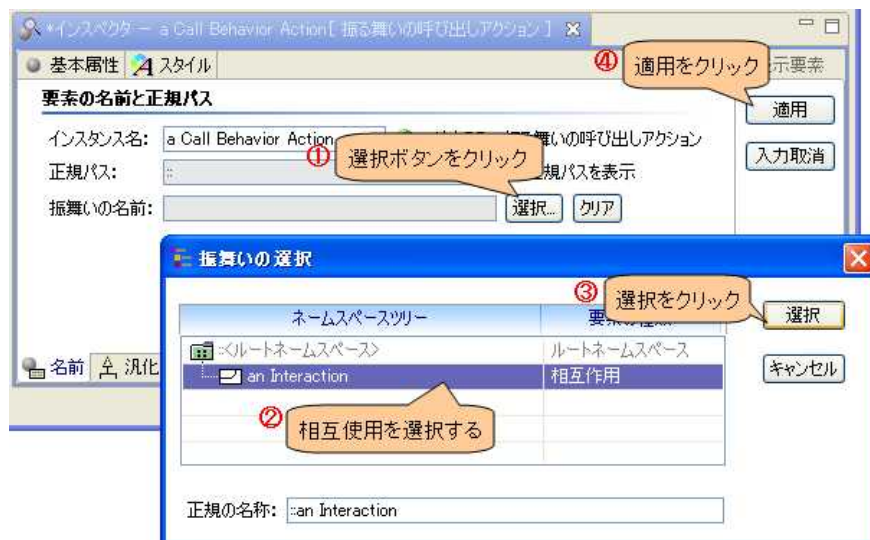 *インスペクター - a Call Behavior Action[ 振る舞いの呼び出しアクション ]
基本属性 スタイル
④ 適用をクリック
示要素
要素の名前と正規パス
適用
インスタンス名: a Call Behavior Action
舞いの呼び出しアクション
① 選択ボタンをクリック
入力取消
正規パス: ::
規パスを表示
振舞いの名前: 選択... クリア
振舞いの選択
③ 選択をクリック
ネームスペースツリー
選択
::<ルートネームスペース> ルートネームスペース
an Interaction 相互作用
キャンセル
名前 汎化
② 相互使用を選択する
正規の名称: ::an Interaction